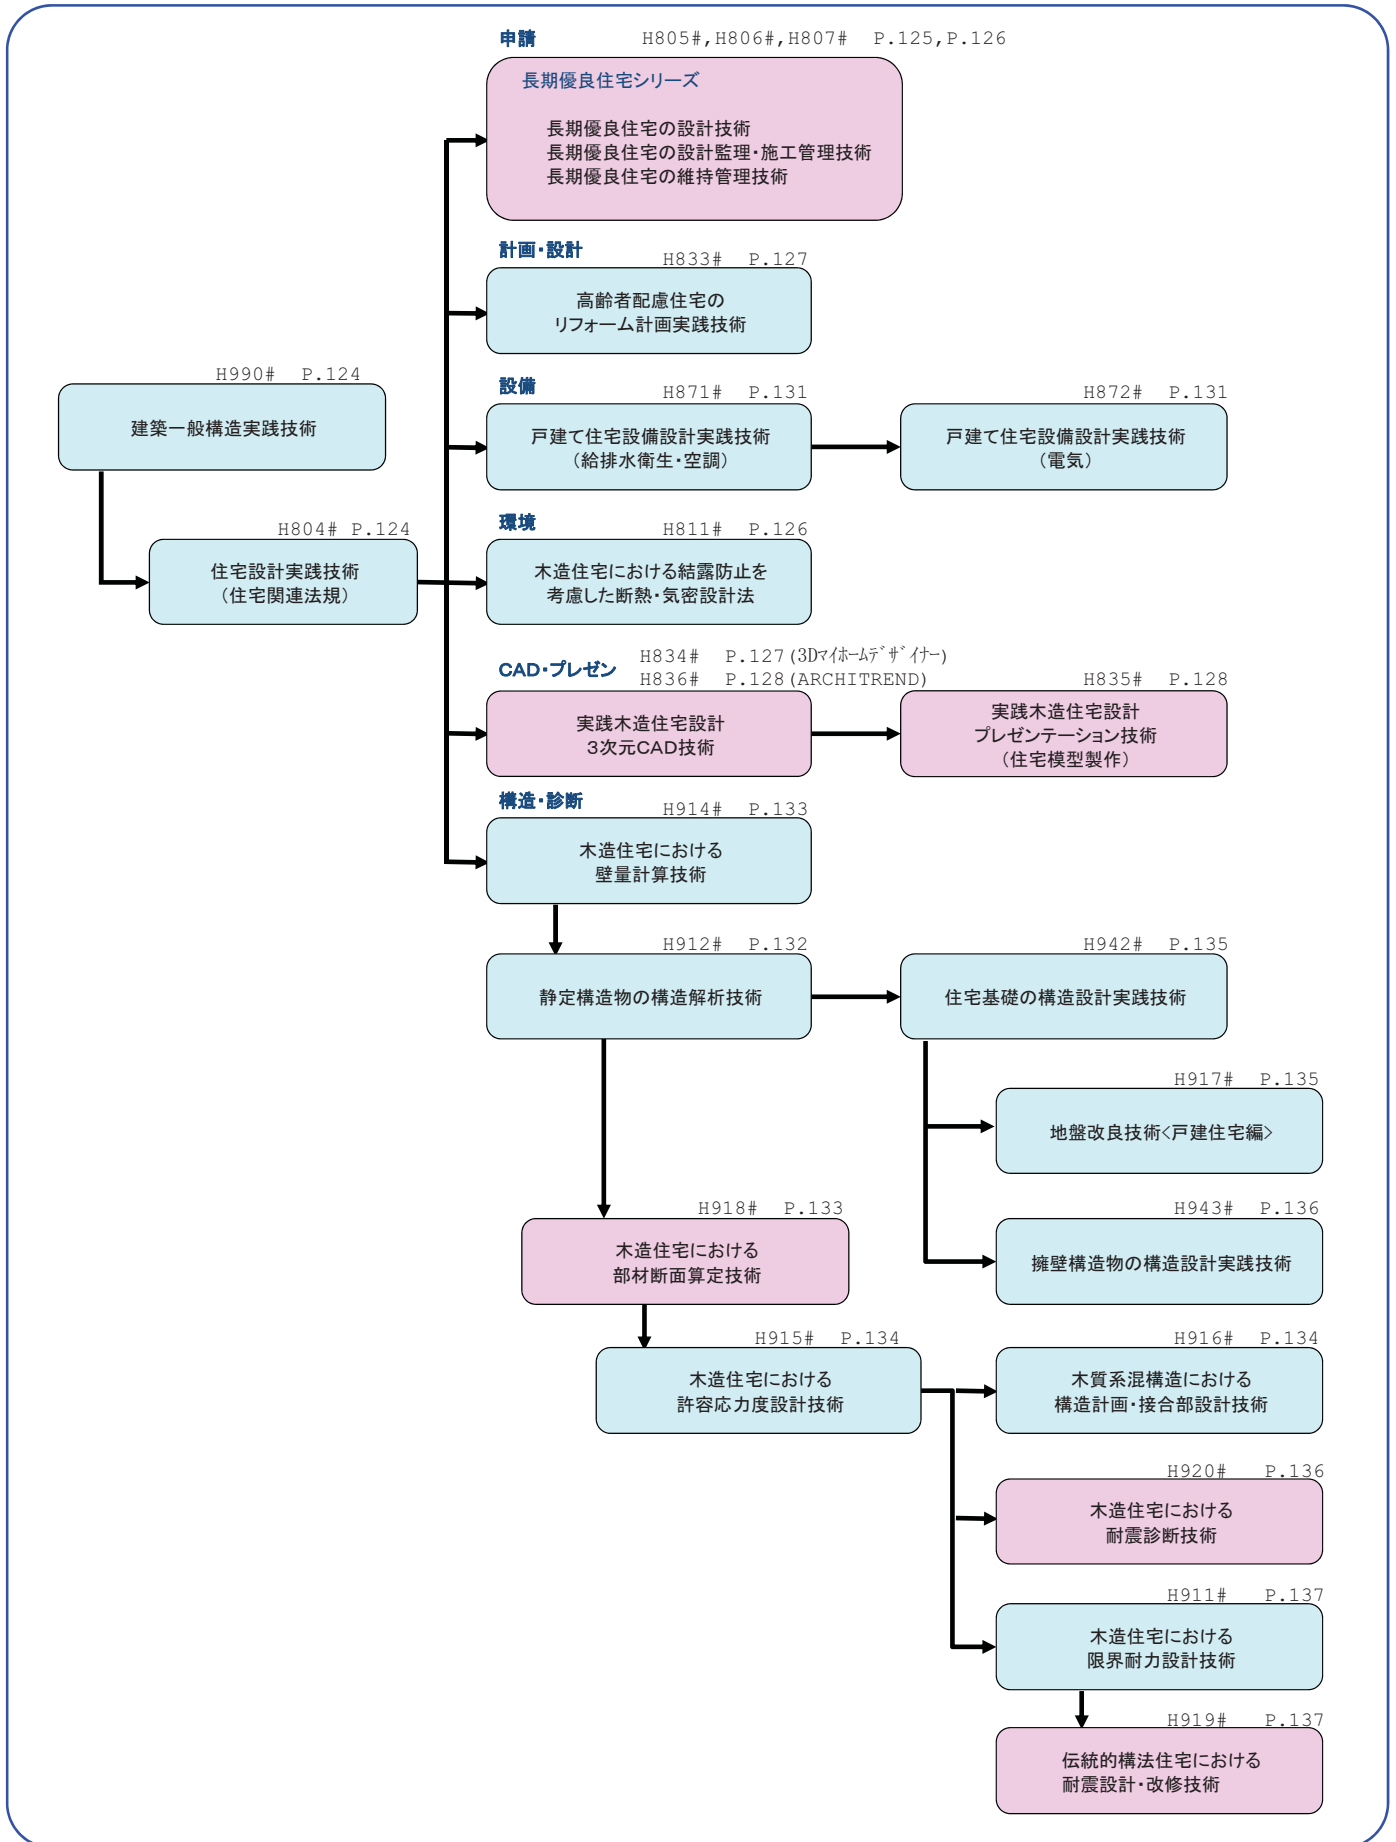 申請
H805#,H806#,H807# P.125,P.126
長期優良住宅シリーズ
長期優良住宅の設計技術
長期優良住宅の設計監理・施工管理技術
長期優良住宅の維持管理技術
計画・設計
H833# P.127
高齢者配慮住宅の
リフォーム計画実践技術
H990# P.124
建築一般構造実践技術
設備
H871# P.131
戸建て住宅設備設計実践技術
（給排水衛生・空調）
H872# P.131
戸建て住宅設備設計実践技術
（電気）
H804# P.124
住宅設計実践技術
（住宅関連法規）
環境
H811# P.126
木造住宅における結露防止を
考慮した断熱・気密設計法
CAD・プレゼン
H834# P.127(3Dﾏｲﾎｰﾑﾃﾞｻﾞｲﾅｰ)
H836# P.128(ARCHITREND)
実践木造住宅設計
3次元CAD技術
H835# P.128
実践木造住宅設計
プレゼンテーション技術
（住宅模型製作）
構造・診断
H914# P.133
木造住宅における
壁量計算技術
H912# P.132
静定構造物の構造解析技術
H942# P.135
住宅基礎の構造設計実践技術
H917# P.135
地盤改良技術<戸建住宅編>
H943# P.136
擁壁構造物の構造設計実践技術
H918# P.133
木造住宅における
部材断面算定技術
H915# P.134
木造住宅における
許容応力度設計技術
H916# P.134
木質系混構造における
構造計画・接合部設計技術
H920# P.136
木造住宅における
耐震診断技術
H911# P.137
木造住宅における
限界耐力設計技術
H919# P.137
伝統的構法住宅における
耐震設計・改修技術